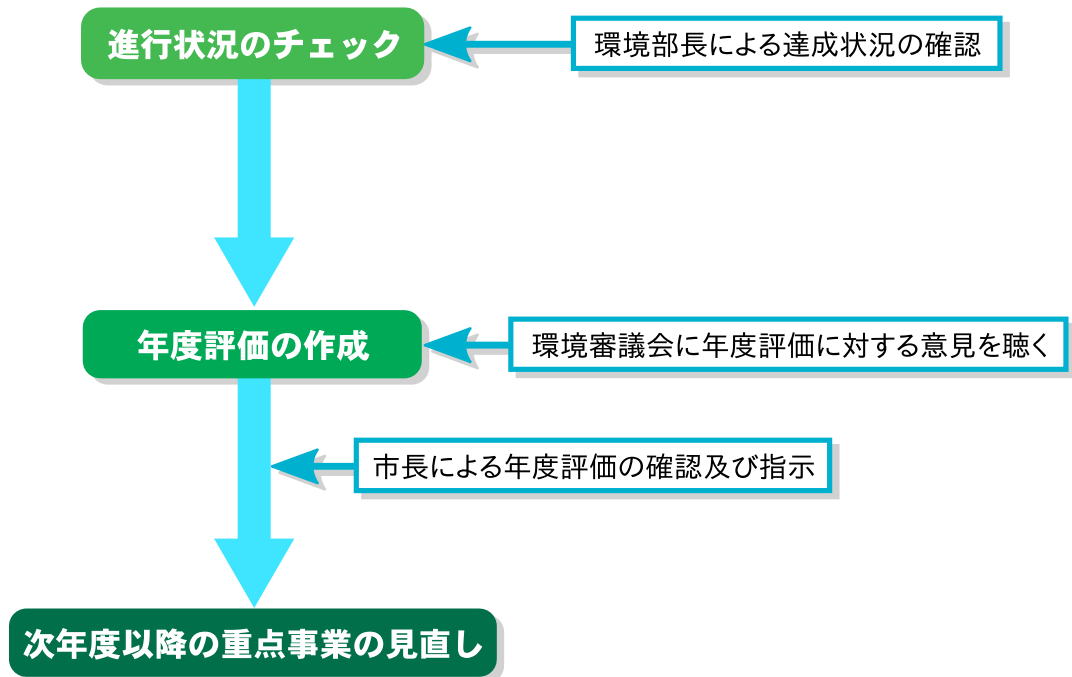 進行状況のチェック
環境部長による達成状況の確認
年度評価の作成
環境審議会に年度評価に対する意見を聴く
市長による年度評価の確認及び指示
次年度以降の重点事業の見直し